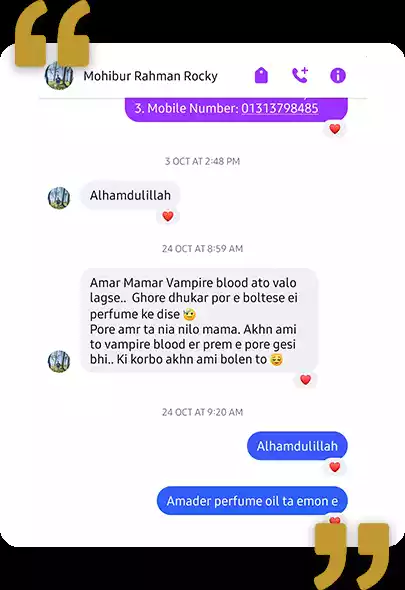 Mohibur Rahman Rocky
3. Mobile Number: 01313798485
3 OCT AT 2:48 PM
Alhamdulillah
24 OCT AT 8:59 AM
Amar Mamar Vampire blood ato valo
lagse.. Ghore dhukar por e boltese ei
perfume ke dise 🥲
Pore amr ta nia nilo mama. Akhn ami
to vampire blood er prem e pore gesi
bhi.. Ki korbo akhn ami bolen to 😌
24 OCT AT 9:20 AM
Alhamdulillah
Amader perfume oil ta emon e